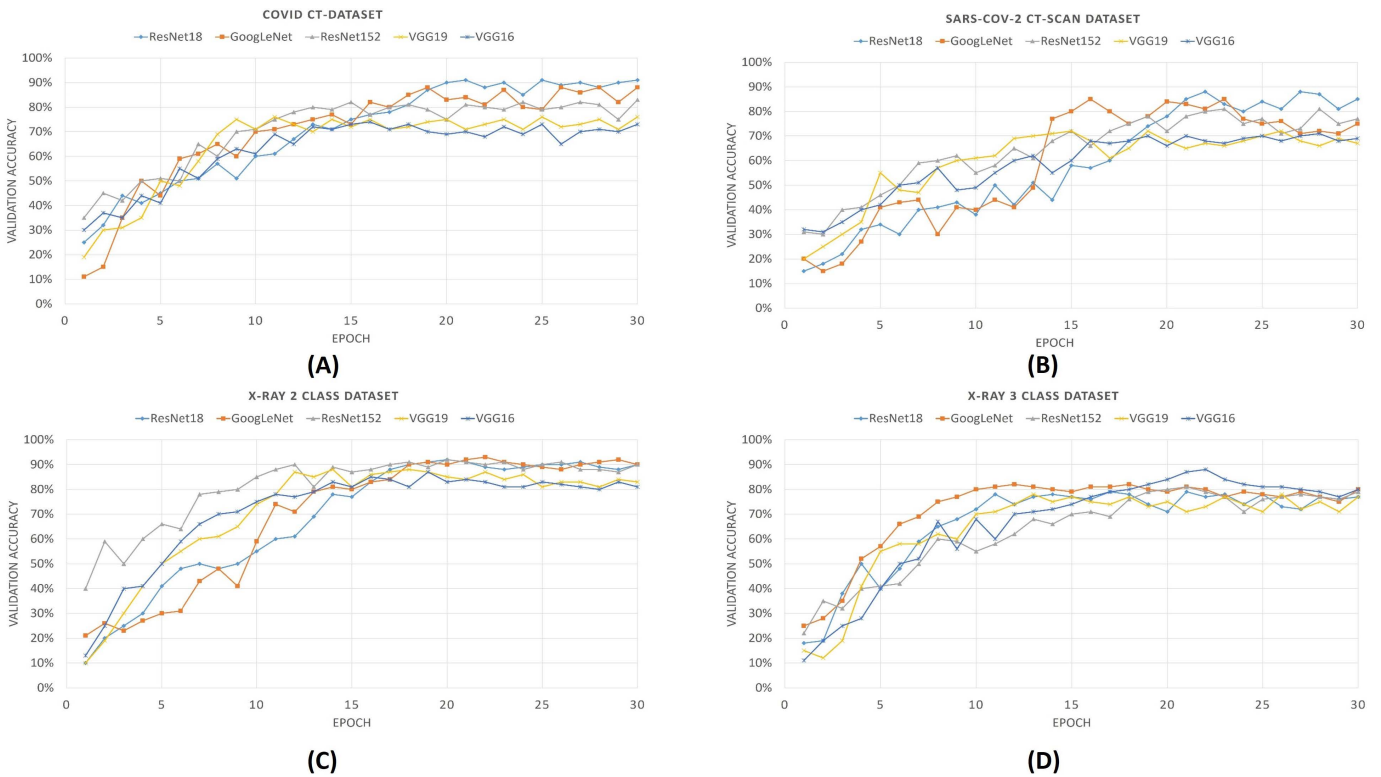 COVID CT-DATASET
ResNet18 GoogLeNet ResNet152 VGG19 VGG16
VALIDATION ACCURACY
100%
90%
80%
70%
60%
50%
40%
30%
20%
10%
0%
0 5 10 15 20 25 30
EPOCH
(A)
SARS-COV-2 CT-SCAN DATASET
ResNet18 GoogLeNet ResNet152 VGG19 VGG16
VALIDATION ACCURACY
100%
90%
80%
70%
60%
50%
40%
30%
20%
10%
0%
0 5 10 15 20 25 30
EPOCH
(B)
X-RAY 2 CLASS DATASET
ResNet18 GoogLeNet ResNet152 VGG19 VGG16
VALIDATION ACCURACY
100%
90%
80%
70%
60%
50%
40%
30%
20%
10%
0%
0 5 10 15 20 25 30
EPOCH
(C)
X-RAY 3 CLASS DATASET
ResNet18 GoogLeNet ResNet152 VGG19 VGG16
VALIDATION ACCURACY
100%
90%
80%
70%
60%
50%
40%
30%
20%
10%
0%
0 5 10 15 20 25 30
EPOCH
(D)